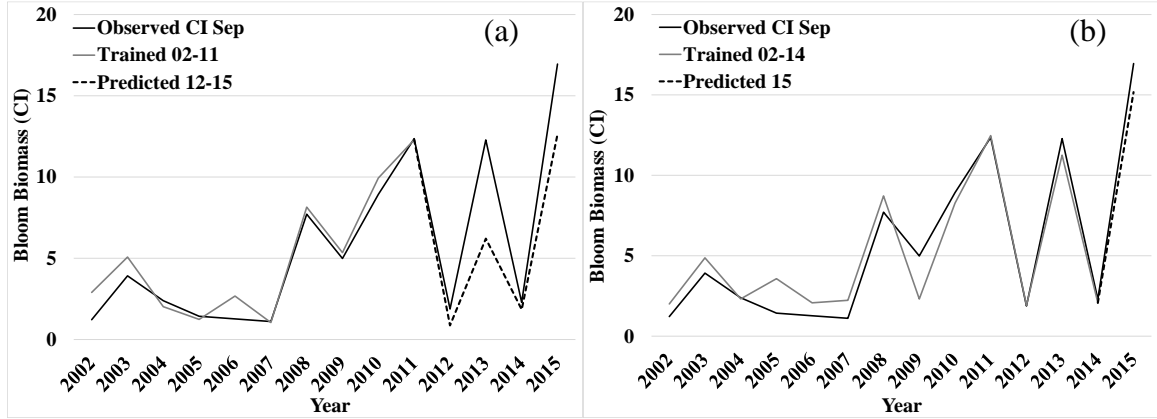 (a)
Observed CI Sep
Trained 02-11
Predicted 12-15
Bloom Biomass (CI)
20
15
10
5
0
2002 2003 2004 2005 2006 2007 2008 2009 2010 2011 2012 2013 2014 2015
Year
(b)
Observed CI Sep
Trained 02-14
Predicted 15
Bloom Biomass (CI)
20
15
10
5
0
2002 2003 2004 2005 2006 2007 2008 2009 2010 2011 2012 2013 2014 2015
Year